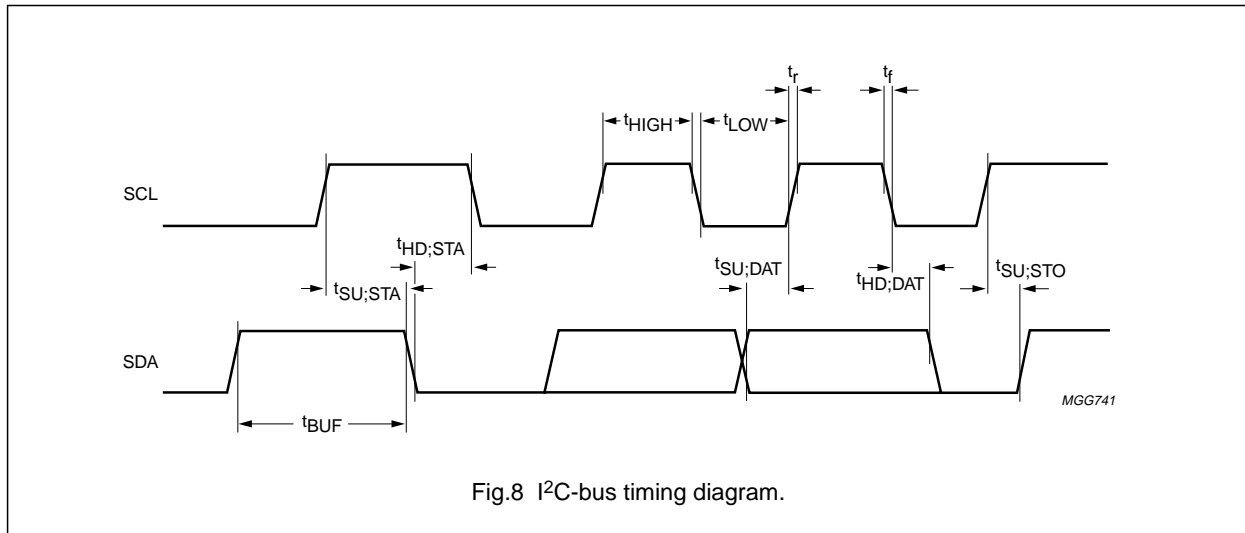 tr
tf
tHIGH
tLOW
SCL
tHD;STA
tSU;DAT
tSU;STO
tHD;DAT
tSU;STA
SDA
MGG741
tBUF
Fig.8 I2C-bus timing diagram.